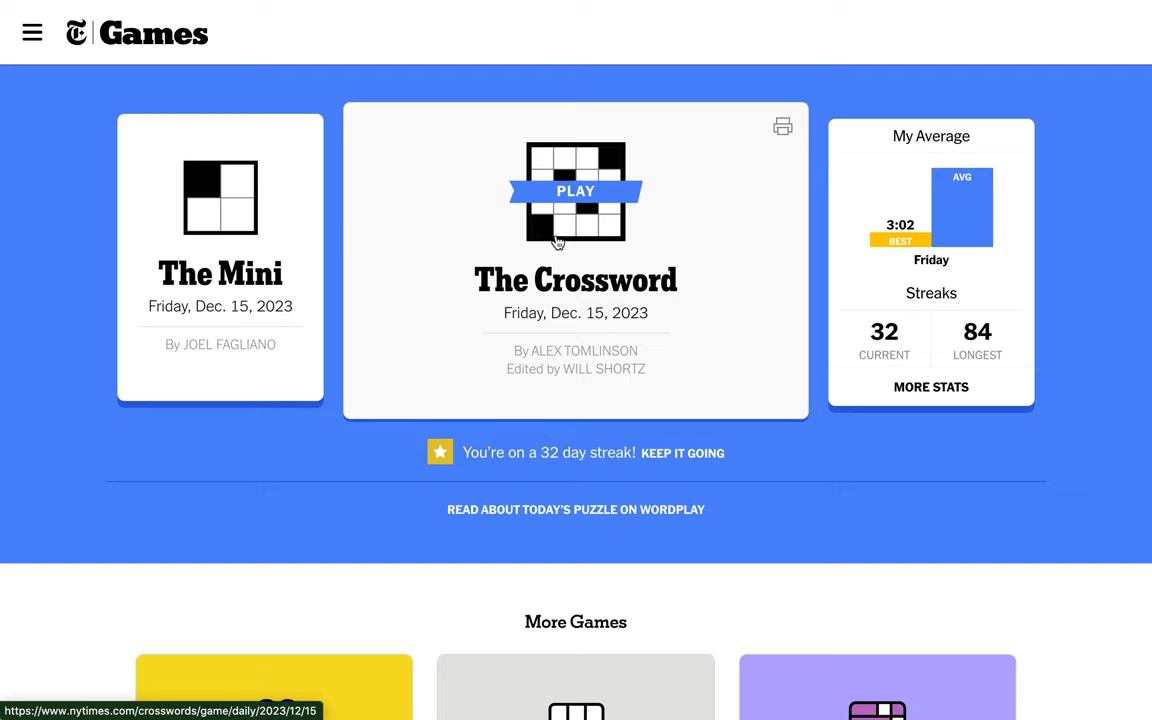 T Games
The Mini
Friday, Dec. 15, 2023
By JOEL FAGLIANO
PLAY
The Crossword
Friday, Dec. 15, 2023
By ALEX TOMLINSON
Edited by WILL SHORTZ
My Average
AVG
3:02
BEST
Friday
Streaks
32
CURRENT
84
LONGEST
MORE STATS
You're on a 32 day streak! KEEP IT GOING
READ ABOUT TODAY'S PUZZLE ON WORDPLAY
More Games
https://www.nytimes.com/crosswords/game/daily/2023/12/15